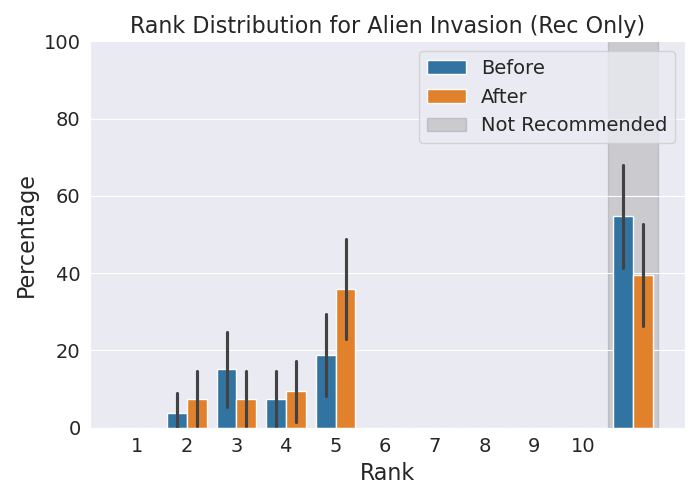 Rank Distribution for Alien Invasion (Rec Only)
100
80
60
40
20
0
Percentage
Before
After
Not Recommended
1 2 3 4 5 6 7 8 9 10
Rank